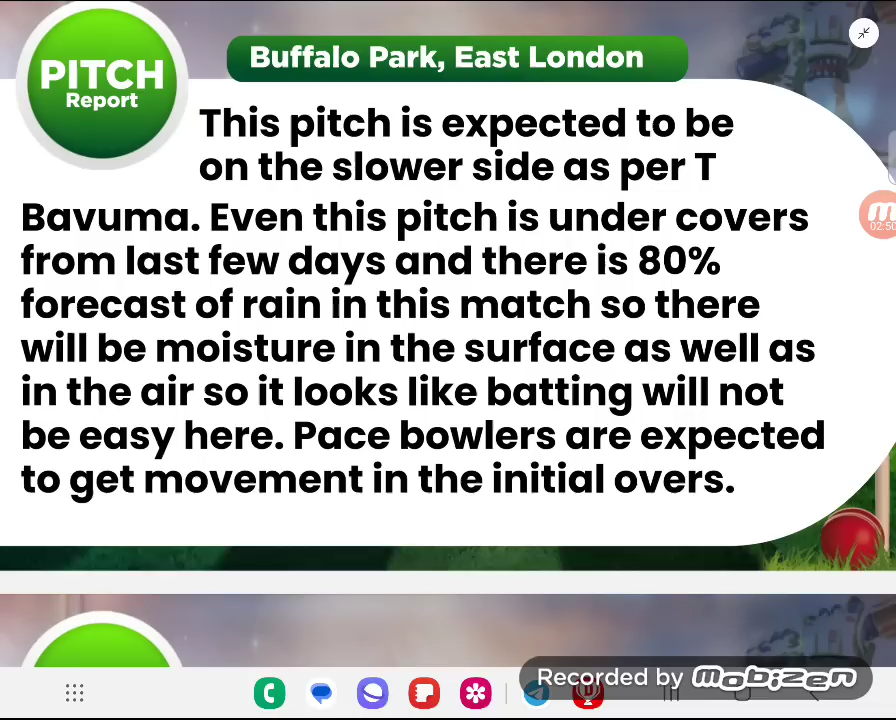 PITCH
Report
Buffalo Park, East London
This pitch is expected to be
on the slower side as per T
Bavuma. Even this pitch is under covers
from last few days and there is 80%
forecast of rain in this match so there
will be moisture in the surface as well as
in the air so it looks like batting will not
be easy here. Pace bowlers are expected
to get movement in the initial overs.
02:50
Recorded by mobizen